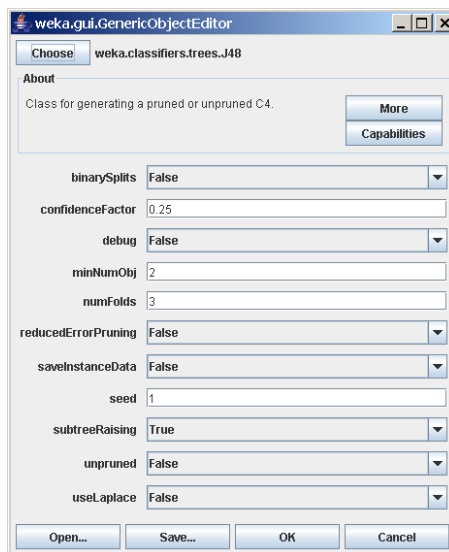 weka.gui.GenericObjectEditor
Choose weka.classifiers.trees.J48
About
Class for generating a pruned or unpruned C4.
More
Capabilities
binarySplits False
confidenceFactor 0.25
debug False
minNumObj 2
numFolds 3
reducedErrorPruning False
saveInstanceData False
seed 1
subtreeRaising True
unpruned False
useLaplace False
Open... Save... OK Cancel